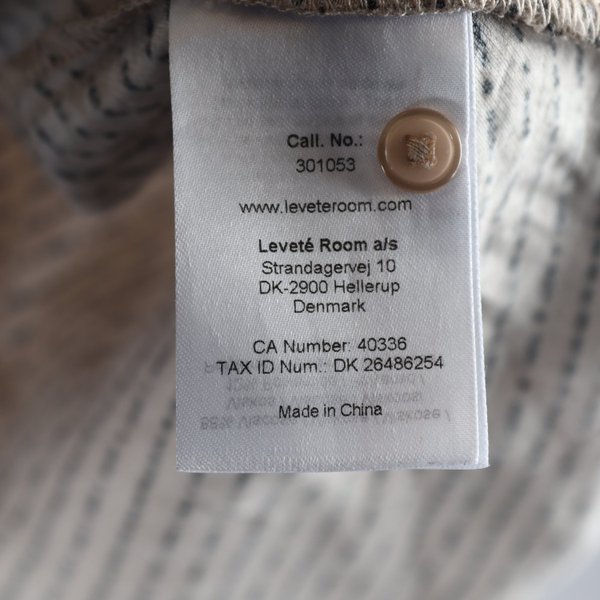 Call. No.:
301053
www.leveteroom.com
Leveté Room a/s
Strandagervej 10
DK-2900 Hellerup
Denmark
CA Number: 40336
TAX ID Num.: DK 26486254
Made in China